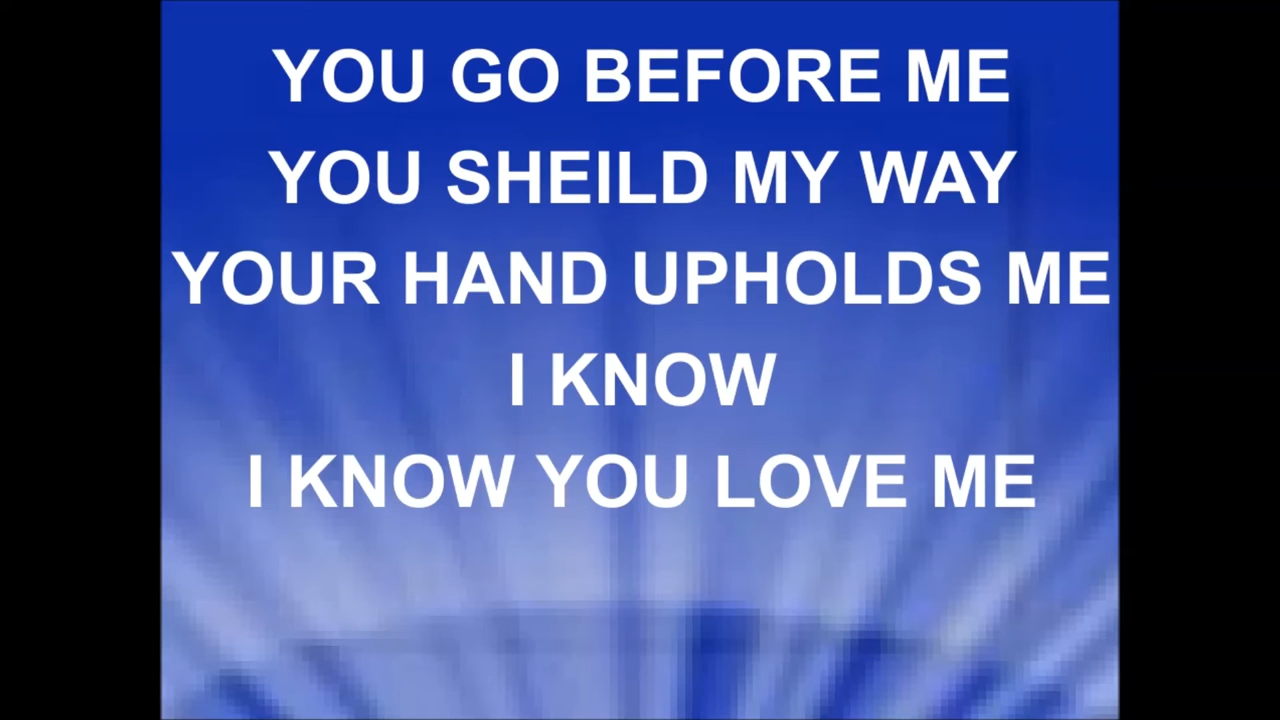 YOU GO BEFORE ME
YOU SHEILD MY WAY
YOUR HAND UPHOLDS ME
I KNOW
I KNOW YOU LOVE ME